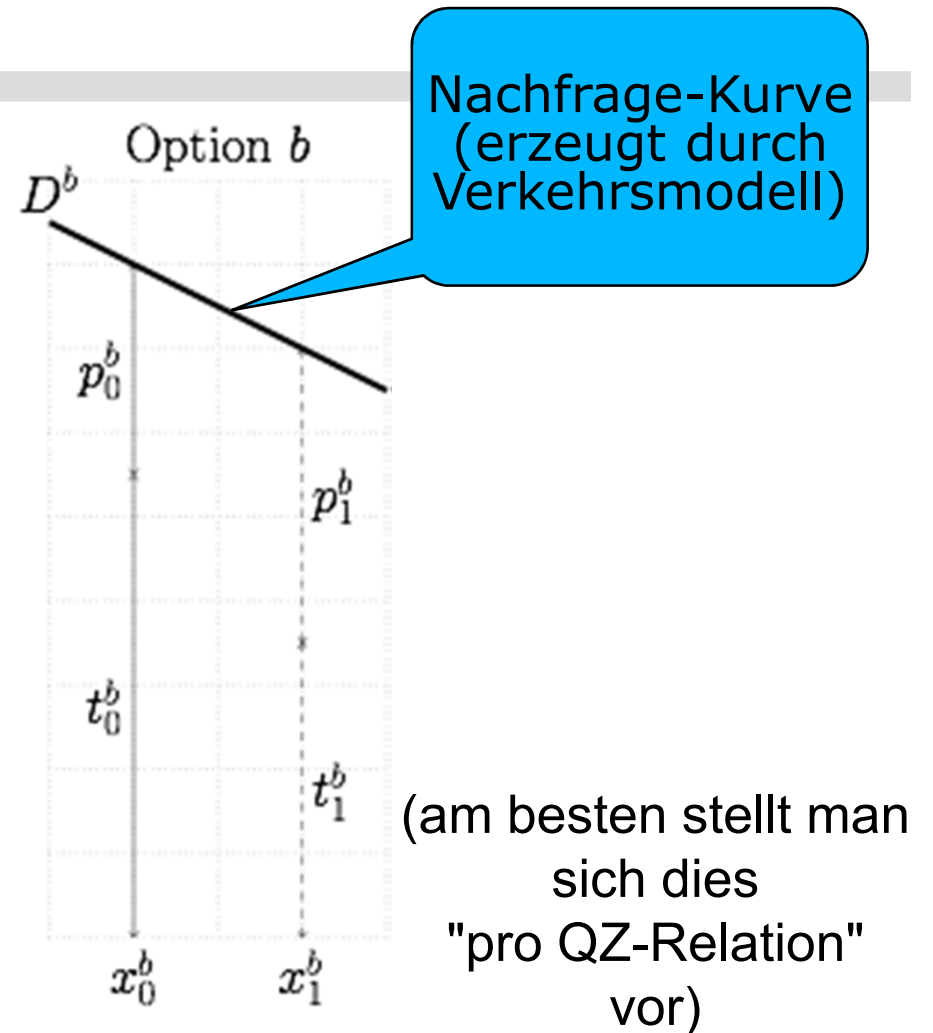 Nachfrage-Kurve
(erzeugt durch
Verkehrsmodell)
Option b
D^b
p_0^b
p_1^b
t_0^b
t_1^b
(am besten stellt man
sich dies
"pro QZ-Relation"
vor)
x_0^b x_1^b